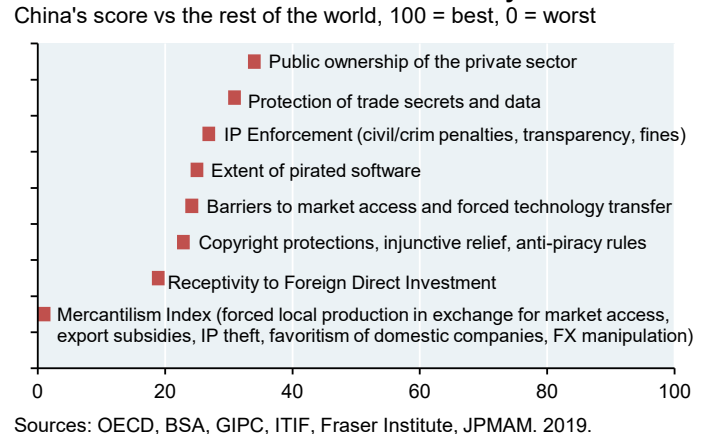 China's score vs the rest of the world, 100 = best, 0 = worst
Public ownership of the private sector
Protection of trade secrets and data
IP Enforcement (civil/crim penalties, transparency, fines)
Extent of pirated software
Barriers to market access and forced technology transfer
Copyright protections, injunctive relief, anti-piracy rules
Receptivity to Foreign Direct Investment
Mercantilism Index (forced local production in exchange for market access,
export subsidies, IP theft, favoritism of domestic companies, FX manipulation)
0 20 40 60 80 100
Sources: OECD, BSA, GIPC, ITIF, Fraser Institute, JPMAM. 2019.